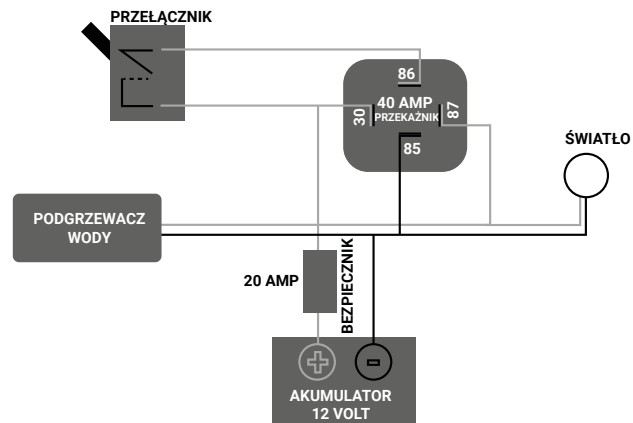 PRZEŁĄCZNIK
86
40 AMP
PRZEKAŹNIK
30
87
85
ŚWIATŁO
PODGRZEWACZ
WODY
20 AMP
BEZPIECZNIK
AKUMULATOR
12 VOLT